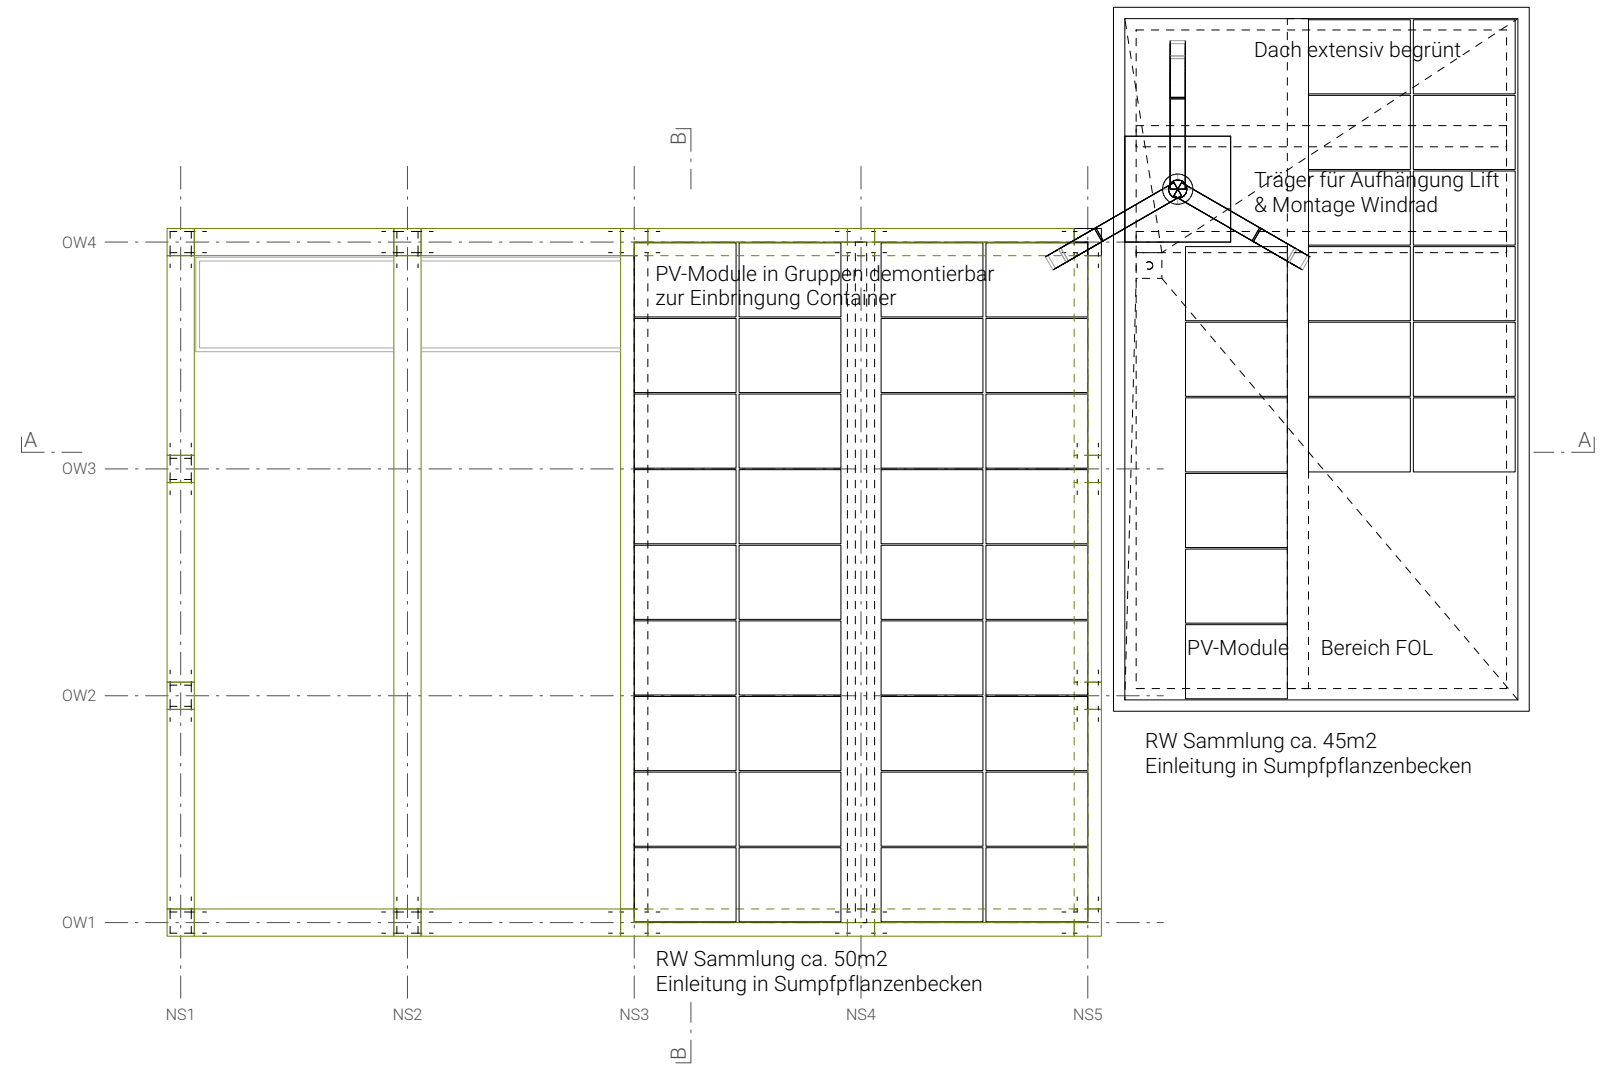 Dach extensiv begrünt
B
Träger für Aufhängung Lift
& Montage Windrad
OW4
PV-Module in Gruppen demontierbar
zur Einbringung Container
A
A
OW3
PV-Module
Bereich FOL
OW2
RW Sammlung ca. 45m2
Einleitung in Sumpfpflanzenbecken
OW1
RW Sammlung ca. 50m2
Einleitung in Sumpfpflanzenbecken
NS1
NS2
NS3
NS4
NS5
B